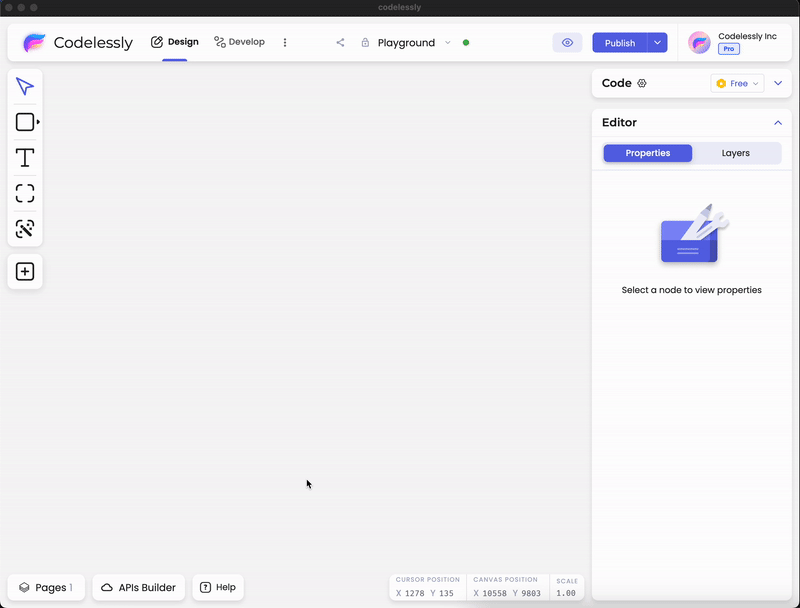 codelessly
Codelessly
Design
Develop
Playground
Publish
Codelessly Inc
Pro
Code
Free
Editor
Properties
Layers
T
Select a node to view properties
Pages 1
APIs Builder
? Help
CURSOR POSITION
X 1278 Y 135
CANVAS POSITION
X 10558 Y 9803
SCALE
1.00